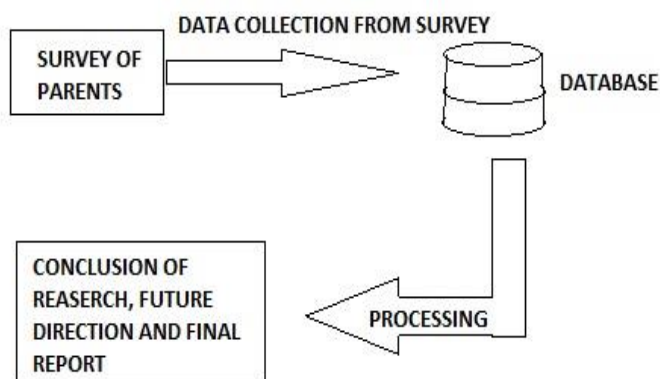 DATA COLLECTION FROM SURVEY
SURVEY OF
PARENTS
DATABASE
PROCESSING
CONCLUSION OF
REASERCH, FUTURE
DIRECTION AND FINAL
REPORT